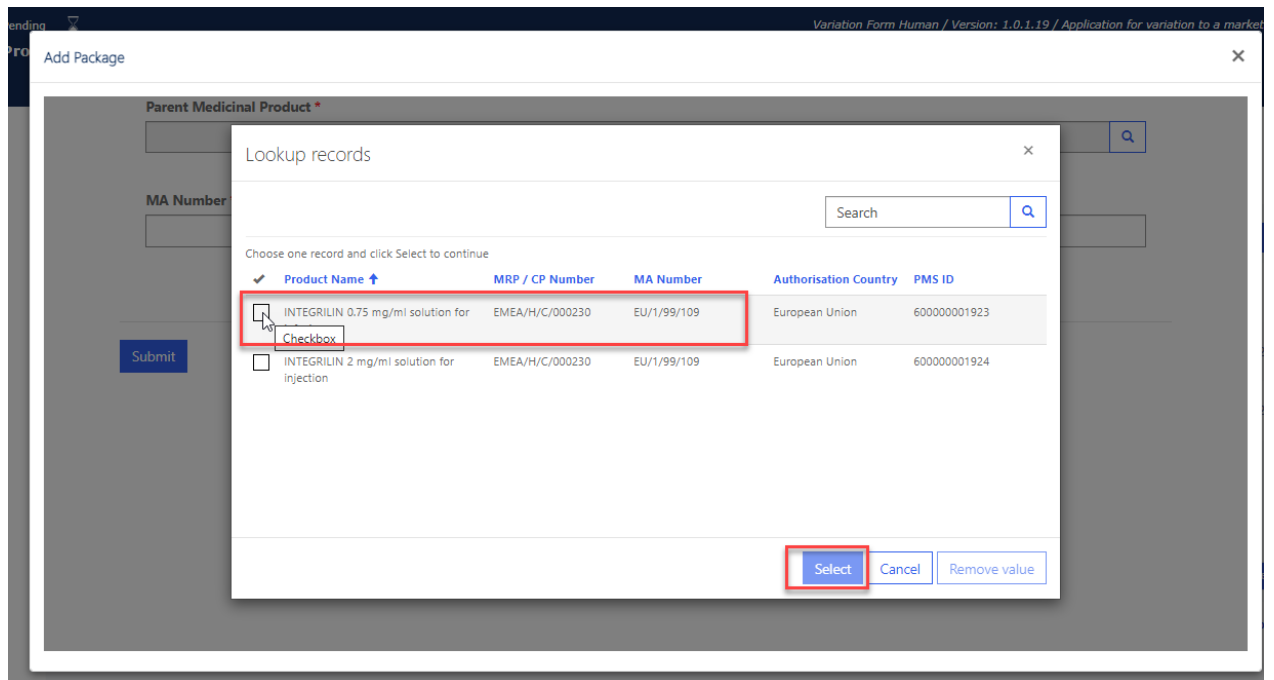 ending
Variation Form Human / Version: 1.0.1.19 / Application for variation to a market
Pro
Add Package
Parent Medicinal Product *
Lookup records
MA Number
Search
Choose one record and click Select to continue
Product Name MRP / CP Number MA Number Authorisation Country PMS ID
INTEGRILIN 0.75 mg/ml solution for EMEA/H/C/000230 EU/1/99/109 European Union 600000001923
Checkbox
INTEGRILIN 2 mg/ml solution for EMEA/H/C/000230 EU/1/99/109 European Union 600000001924
injection
Submit
Select Cancel Remove value